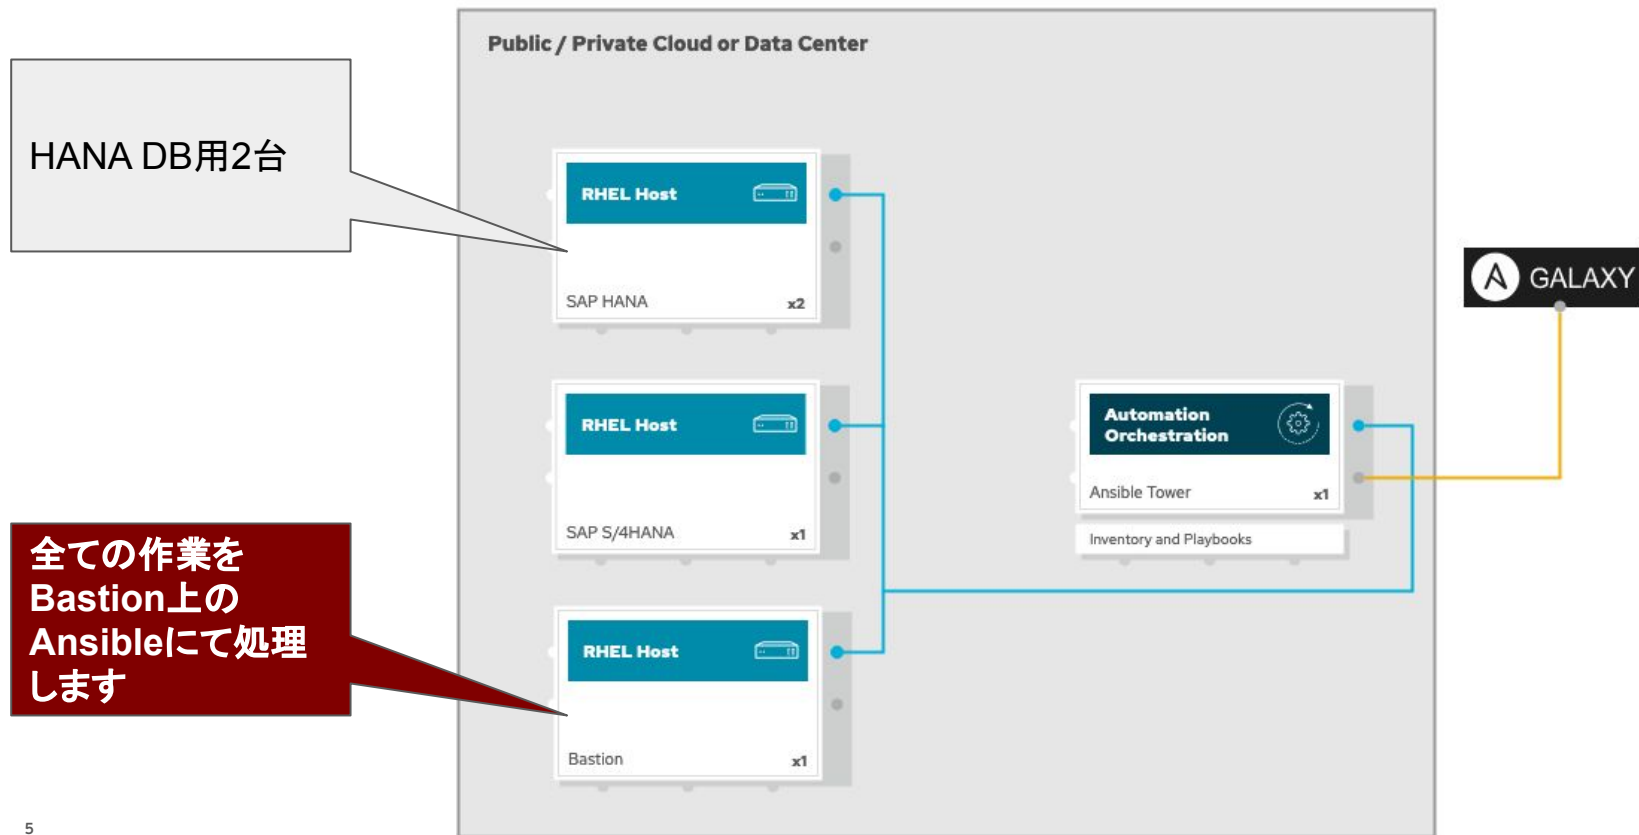 Public / Private Cloud or Data Center
HANA DB用2台
RHEL Host
SAP HANA x2
GALAXY
RHEL Host
SAP S/4HANA x1
Automation
Orchestration
Ansible Tower x1
Inventory and Playbooks
全ての作業を
Bastion上の
Ansibleにて処理
します
RHEL Host
Bastion x1
5